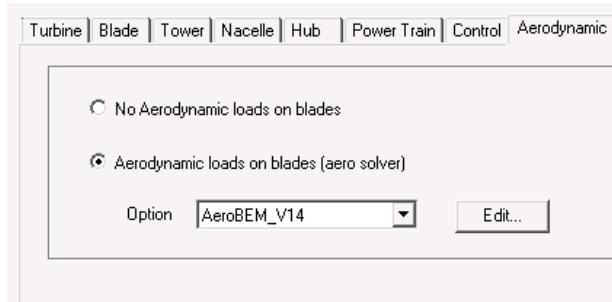 Turbine Blade Tower Nacelle Hub Power Train Control Aerodynamic
No Aerodynamic loads on blades
Aerodynamic loads on blades (aero solver)
Option AeroBEM_V14 Edit...